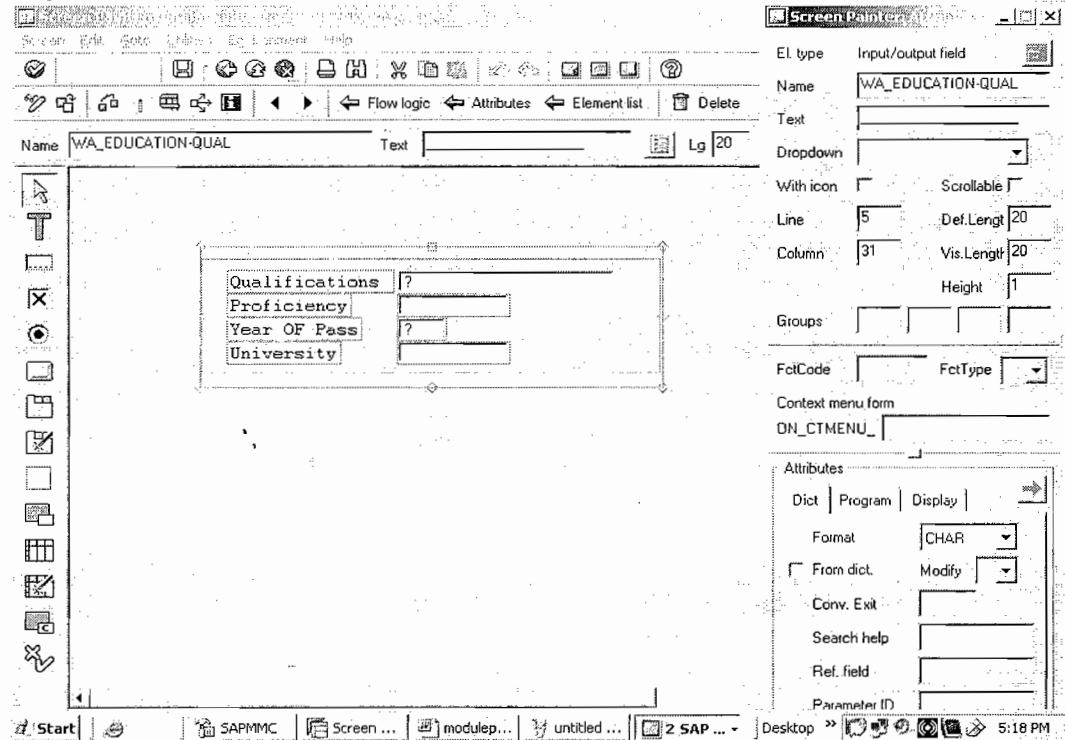 Screen Painter
Screen Edit Goto Utilities Environment Help
Flow logic Attributes Element list Delete
Name WA_EDUCATION-QUAL Text Lg 20
Qualifications ?
Proficiency
Year OF Pass ?
University
El. type Input/output field
Name WA_EDUCATION-QUAL
Text
Dropdown
With icon Scrollable
Line 5 Def.Lengt 20
Column 31 Vis.Length 20
Height 1
Groups
FctCode FctType
Context menu form
ON_CTMENU_
Attributes
Dict Program Display
Format CHAR
From dict. Modify
Conv. Exit
Search help
Ref. field
Parameter ID
Start SAPMMC Screen ... modulep... untitled ... 2 SAP ... Desktop » 5:18 PM